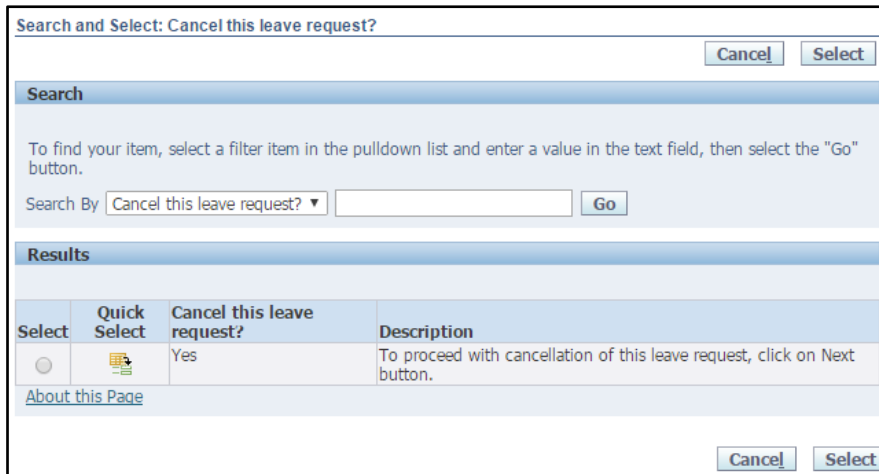 Search and Select: Cancel this leave request?
Cancel Select
Search
To find your item, select a filter item in the pulldown list and enter a value in the text field, then select the "Go"
button.
Search By Cancel this leave request? ▼ Go
Results
Select Quick Select Cancel this leave request? Description
Yes To proceed with cancellation of this leave request, click on Next
button.
About this Page
Cancel Select